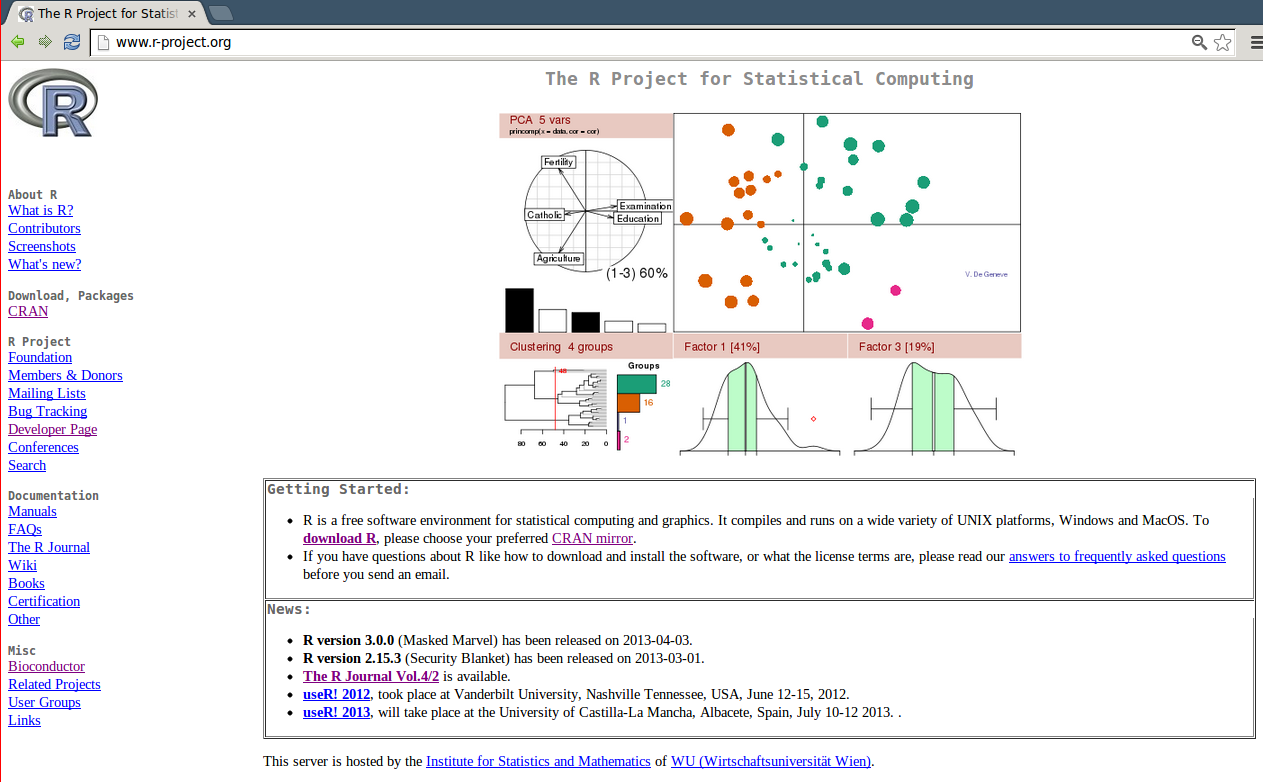 The R Project for Statist
www.r-project.org
R
The R Project for Statistical Computing
About R
What is R?
Contributors
Screenshots
What's new?
Download, Packages
CRAN
R Project
Foundation
Members & Donors
Mailing Lists
Bug Tracking
Developer Page
Conferences
Search
Documentation
Manuals
FAQs
The R Journal
Wiki
Books
Certification
Other
Misc
Bioconductor
Related Projects
User Groups
Links
PCA 5 vars
princomp(x = data, cor = cor)
Fertility
Examination
Catholic
Education
Agriculture
(1-3) 60%
V. De Geneve
Clustering 4 groups
Factor 1 [41%]
Factor 3 [19%]
Groups
48
28
16
1
2
80 60 40 20 0
Getting Started:
• R is a free software environment for statistical computing and graphics. It compiles and runs on a wide variety of UNIX platforms, Windows and MacOS. To
download R, please choose your preferred CRAN mirror.
• If you have questions about R like how to download and install the software, or what the license terms are, please read our answers to frequently asked questions
before you send an email.
News:
• R version 3.0.0 (Masked Marvel) has been released on 2013-04-03.
• R version 2.15.3 (Security Blanket) has been released on 2013-03-01.
• The R Journal Vol.4/2 is available.
• useR! 2012, took place at Vanderbilt University, Nashville Tennessee, USA, June 12-15, 2012.
• useR! 2013, will take place at the University of Castilla-La Mancha, Albacete, Spain, July 10-12 2013. .
This server is hosted by the Institute for Statistics and Mathematics of WU (Wirtschaftsuniversität Wien).